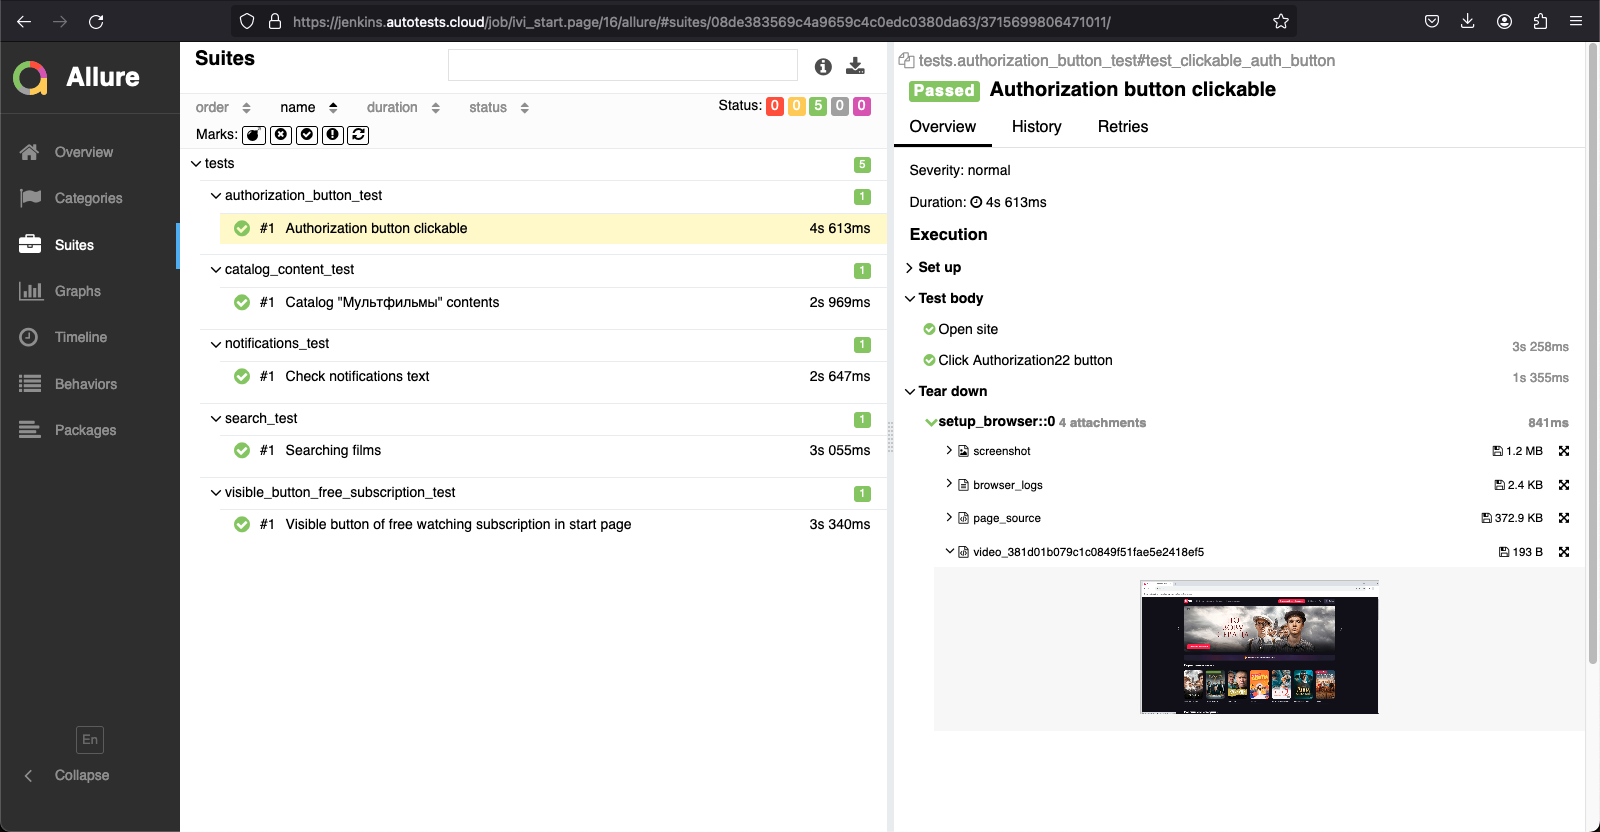 https://jenkins.autotests.cloud/job/ivi_start.page/16/allure/#suites/08de383569c4a9659c4c0edc0380da63/3715699806471011/
Allure
Overview
Categories
Suites
Graphs
Timeline
Behaviors
Packages
En
Collapse
Suites
order name duration status
Status: 0 0 5 0 0
Marks:
tests 5
authorization_button_test 1
#1 Authorization button clickable 4s 613ms
catalog_content_test 1
#1 Catalog "Мультфильмы" contents 2s 969ms
notifications_test 1
#1 Check notifications text 2s 647ms
search_test 1
#1 Searching films 3s 055ms
visible_button_free_subscription_test 1
#1 Visible button of free watching subscription in start page 3s 340ms
tests.authorization_button_test#test_clickable_auth_button
Passed Authorization button clickable
Overview History Retries
Severity: normal
Duration: 4s 613ms
Execution
Set up
Test body
Open site
3s 258ms
Click Authorization22 button
1s 355ms
Tear down
setup_browser::0 4 attachments 841ms
screenshot 1.2 MB
browser_logs 2.4 KB
page_source 372.9 KB
video_381d01b079c1c0849f51fae5e2418ef5 193 B
ПО
ЗОВУ
СЕРДЦА